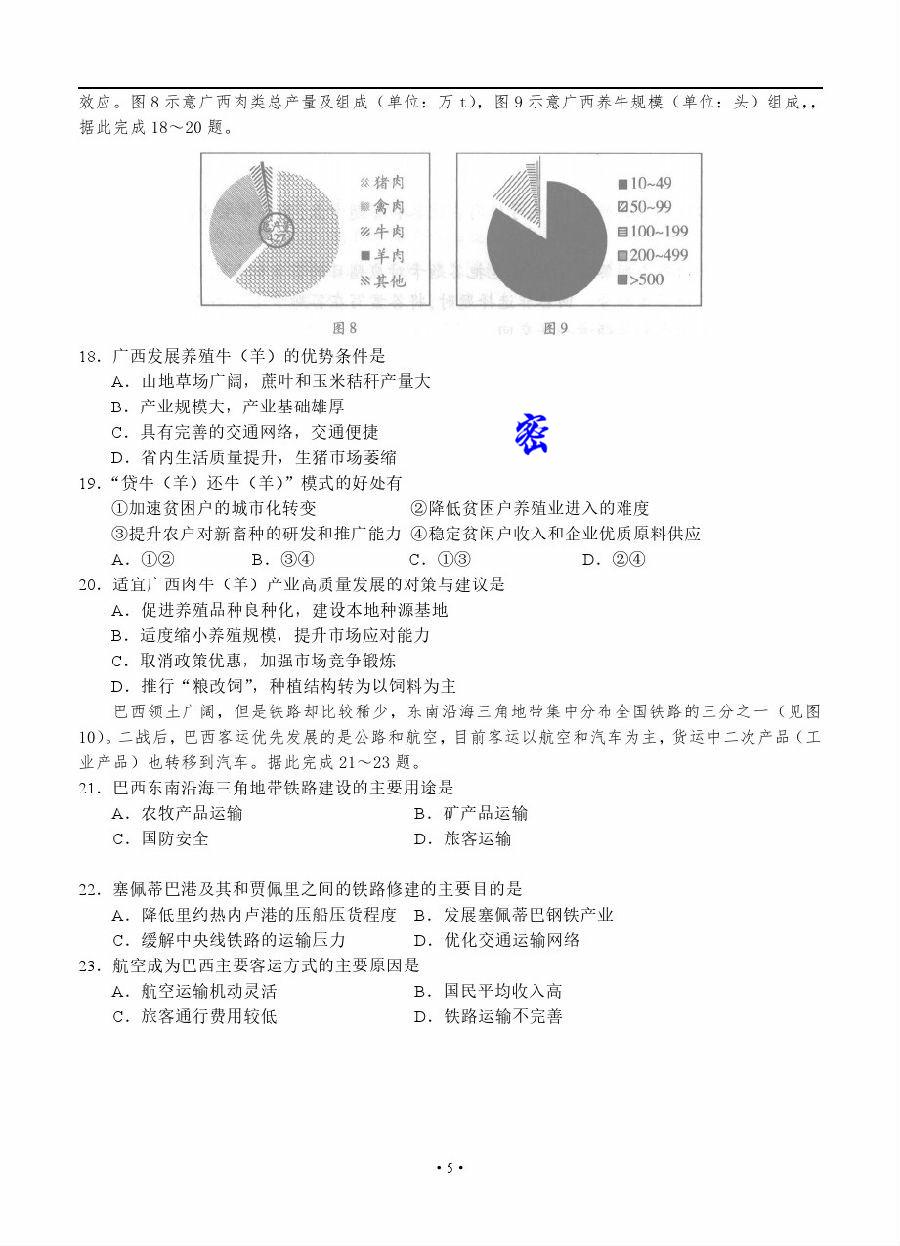 效应。图8示意广西肉类总产量及组成（单位：万t），图9示意广西养牛规模（单位：头）组成，，
据此完成18～20题。
猪肉
禽肉
牛肉
羊肉
其他
图8
10~49
50~99
100~199
200~499
>500
图9
18．广西发展养殖牛（羊）的优势条件是
A．山地草场广阔，蔗叶和玉米秸秆产量大
B．产业规模大，产业基础雄厚
C．具有完善的交通网络，交通便捷
D．省内生活质量提升，生猪市场萎缩
密
19．“贷牛（羊）还牛（羊）”模式的好处有
①加速贫困户的城市化转变 ②降低贫困户养殖业进入的难度
③提升农户对新畜种的研发和推广能力 ④稳定贫困户收入和企业优质原料供应
A．①② B．③④ C．①③ D．②④
20．适宜广西肉牛（羊）产业高质量发展的对策与建议是
A．促进养殖品种良种化，建设本地种源基地
B．适度缩小养殖规模，提升市场应对能力
C．取消政策优惠，加强市场竞争锻炼
D．推行“粮改饲”，种植结构转为以饲料为主
巴西领土广阔，但是铁路却比较稀少，东南沿海三角地带集中分布全国铁路的三分之一（见图
10）。二战后，巴西客运优先发展的是公路和航空，目前客运以航空和汽车为主，货运中二次产品（工
业产品）也转移到汽车。据此完成21～23题。
21．巴西东南沿海三角地带铁路建设的主要用途是
A．农牧产品运输 B．矿产品运输
C．国防安全 D．旅客运输
22．塞佩蒂巴港及其和贾佩里之间的铁路修建的主要目的是
A．降低里约热内卢港的压船压货程度 B．发展塞佩蒂巴钢铁产业
C．缓解中央线铁路的运输压力 D．优化交通运输网络
23．航空成为巴西主要客运方式的主要原因是
A．航空运输机动灵活 B．国民平均收入高
C．旅客通行费用较低 D．铁路运输不完善
·5·